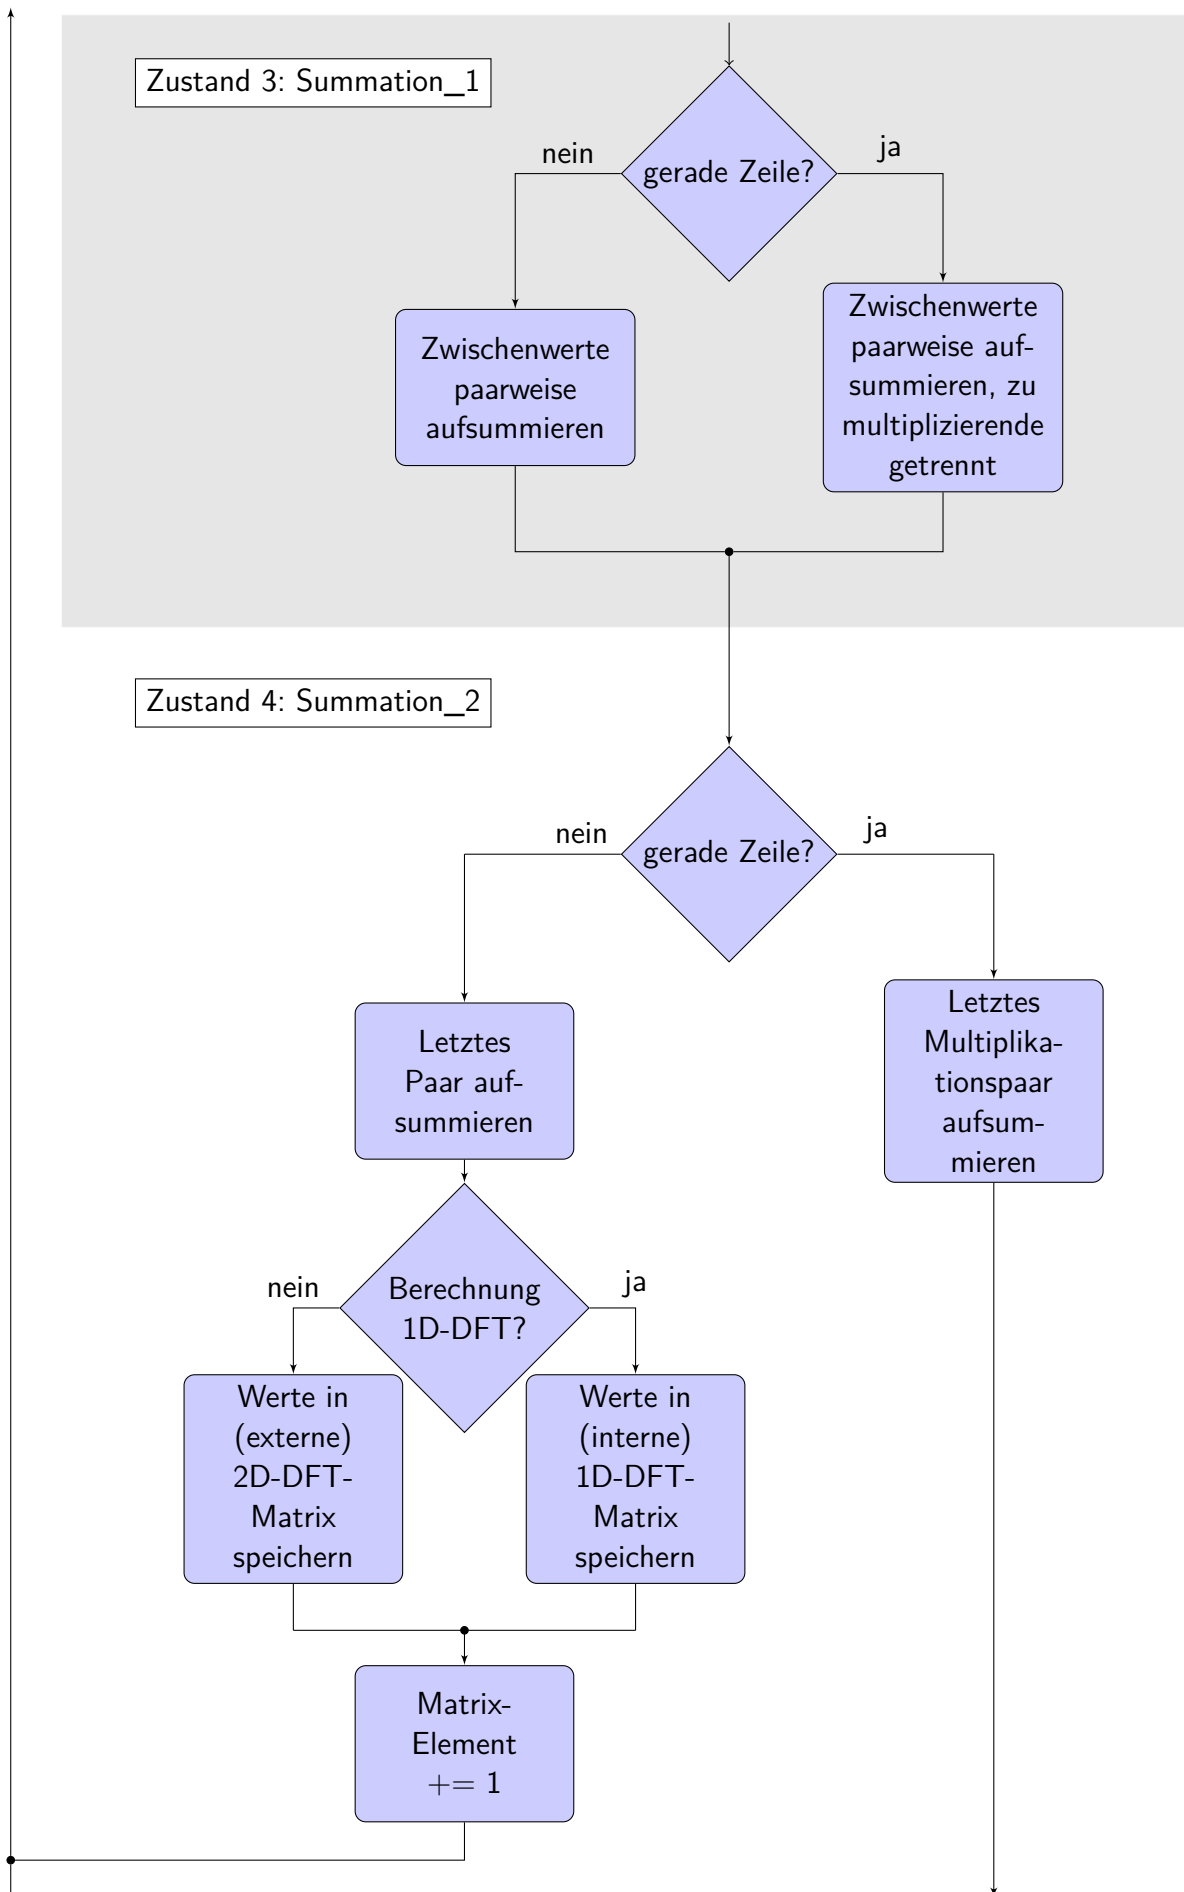 Zustand 3: Summation_1
gerade Zeile?
nein
ja
Zwischenwerte
paarweise
aufsummieren
Zwischenwerte
paarweise auf-
summieren, zu
multiplizierende
getrennt
Zustand 4: Summation_2
gerade Zeile?
nein
ja
Letztes
Paar auf-
summieren
Letztes
Multiplika-
tionspaar
aufsum-
mieren
Berechnung
1D-DFT?
nein
ja
Werte in
(externe)
2D-DFT-
Matrix
speichern
Werte in
(interne)
1D-DFT-
Matrix
speichern
Matrix-
Element
+= 1